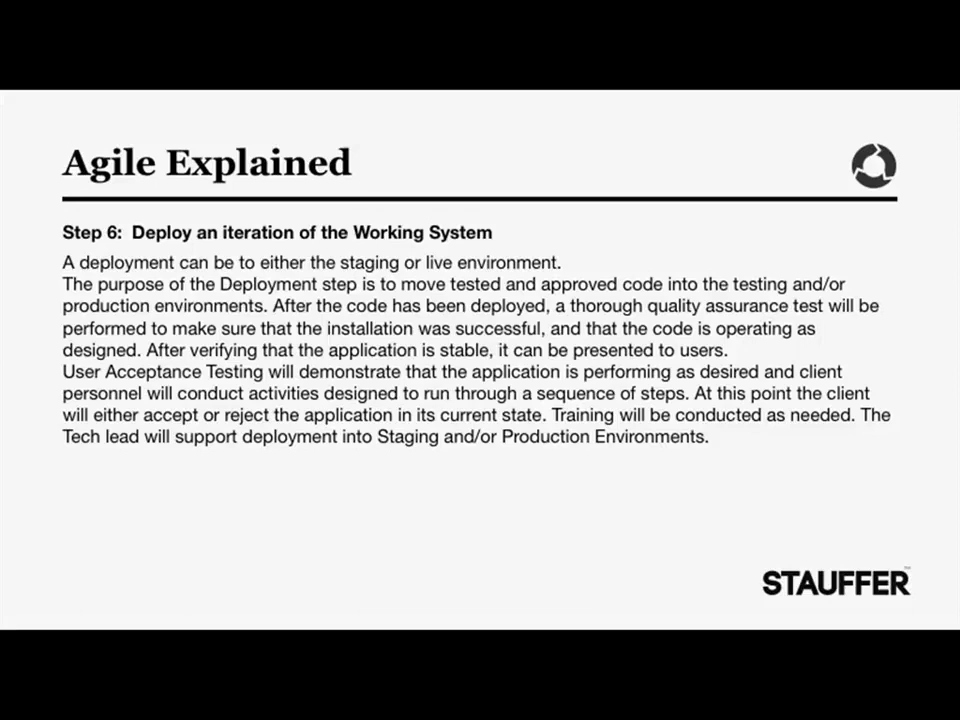 Agile Explained
Step 6:  Deploy an iteration of the Working System
A deployment can be to either the staging or live environment.
The purpose of the Deployment step is to move tested and approved code into the testing and/or
production environments. After the code has been deployed, a thorough quality assurance test will be
performed to make sure that the installation was successful, and that the code is operating as
designed. After verifying that the application is stable, it can be presented to users.
User Acceptance Testing will demonstrate that the application is performing as desired and client
personnel will conduct activities designed to run through a sequence of steps. At this point the client
will either accept or reject the application in its current state. Training will be conducted as needed. The
Tech lead will support deployment into Staging and/or Production Environments.
STAUFFER™